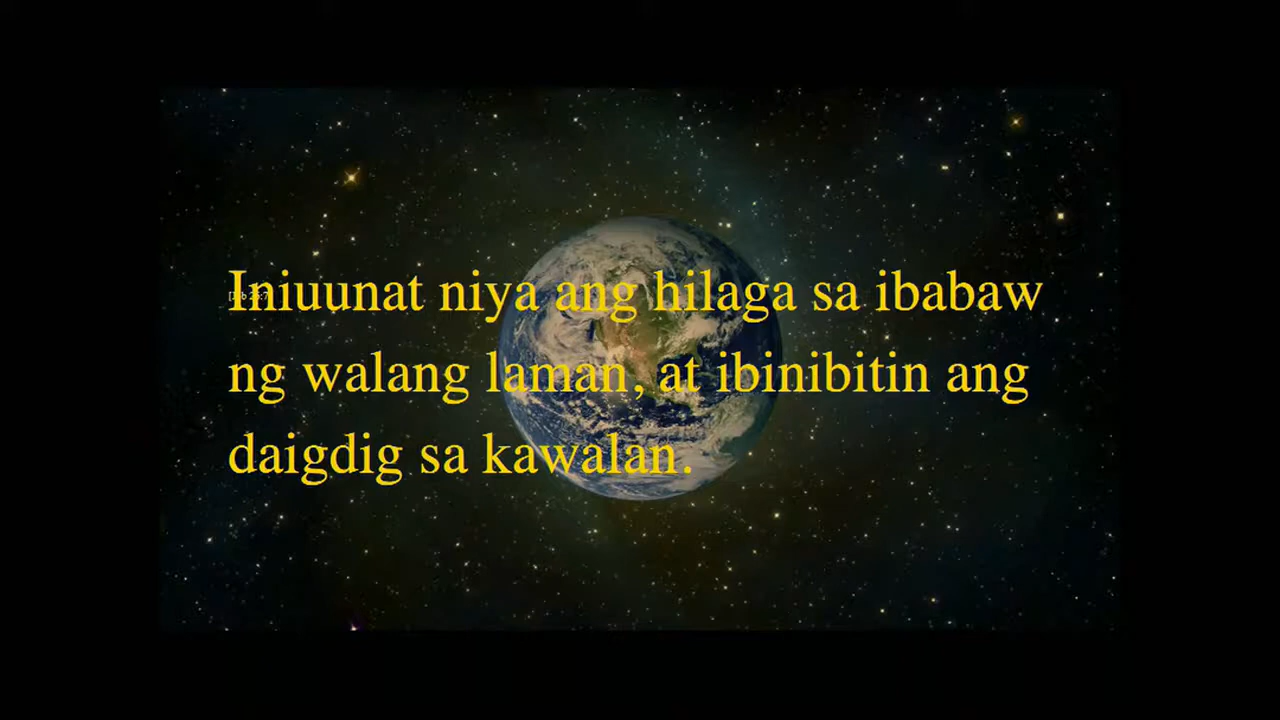 Iniuunat niya ang hilaga sa ibabaw
ng walang laman, at ibinibitin ang
daigdig sa kawalan.